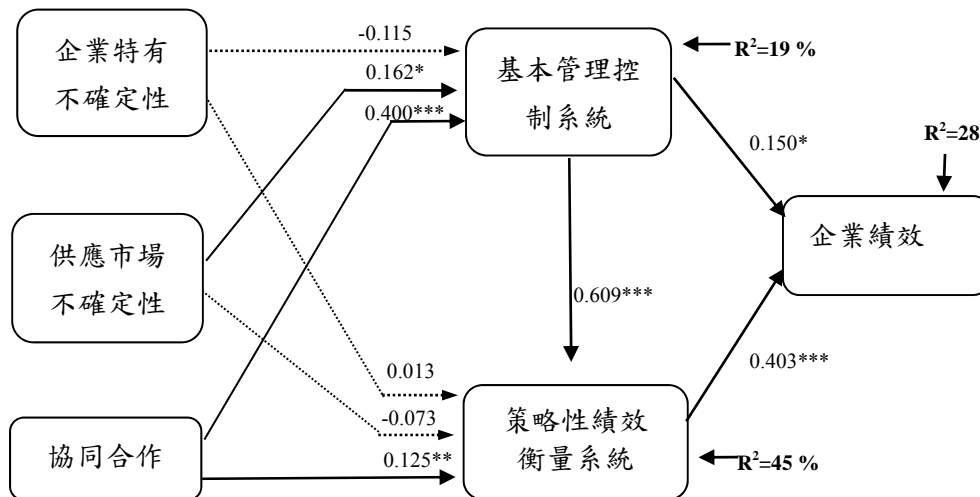 企業特有
不確定性
-0.115
0.162*
0.400***
基本管理控
制系統
R²=19 %
0.150*
R²=28
供應市場
不確定性
企業績效
0.609***
0.403***
0.013
-0.073
0.125**
協同合作
策略性績效
衡量系統
R²=45 %